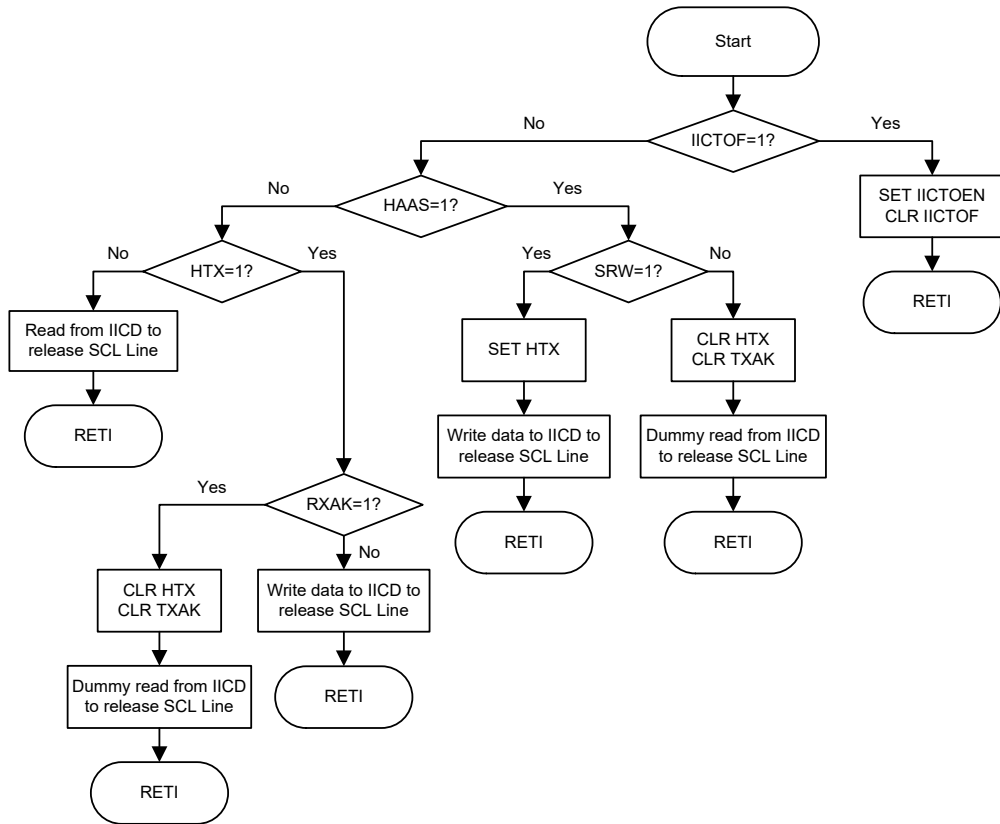 Start
No
IICTOF=1?
Yes
No
HAAS=1?
Yes
SET IICTOEN
CLR IICTOF
No
HTX=1?
Yes
Yes
SRW=1?
No
RETI
Read from IICD to
release SCL Line
SET HTX
CLR HTX
CLR TXAK
RETI
Write data to IICD to
release SCL Line
Dummy read from IICD
to release SCL Line
Yes
RXAK=1?
No
RETI
RETI
CLR HTX
CLR TXAK
Write data to IICD to
release SCL Line
Dummy read from IICD
to release SCL Line
RETI
RETI